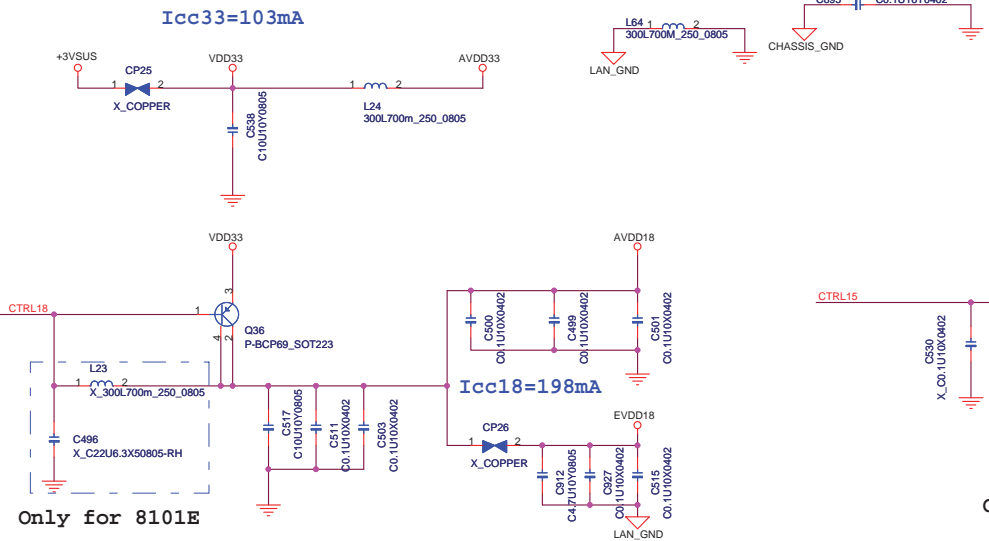 Icc33=103mA
+3VSUS
CP25
1 2
X_COPPER
VDD33
C538
C10U10Y0805
AVDD33
1 2
L24
300L700m_250_0805
L64 1 2
300L700M_250_0805
LAN_GND
CHASSIS_GND
VDD33
CTRL18
1
3
4 2
Q36
P-BCP69_SOT223
L23
1 2
X_300L700m_250_0805
C496
X_C22U6.3X50805-RH
Only for 8101E
C517
C10U10Y0805
C511
C0.1U10X0402
C503
C0.1U10X0402
AVDD18
C500
C0.1U10X0402
C499
C0.1U10X0402
C501
C0.1U10X0402
Icc18=198mA
CP26
1 2
X_COPPER
EVDD18
C912
C4.7U10Y0805
C927
C0.1U10X0402
C515
C0.1U10X0402
LAN_GND
CTRL15
C530
X_C0.1U10X0402